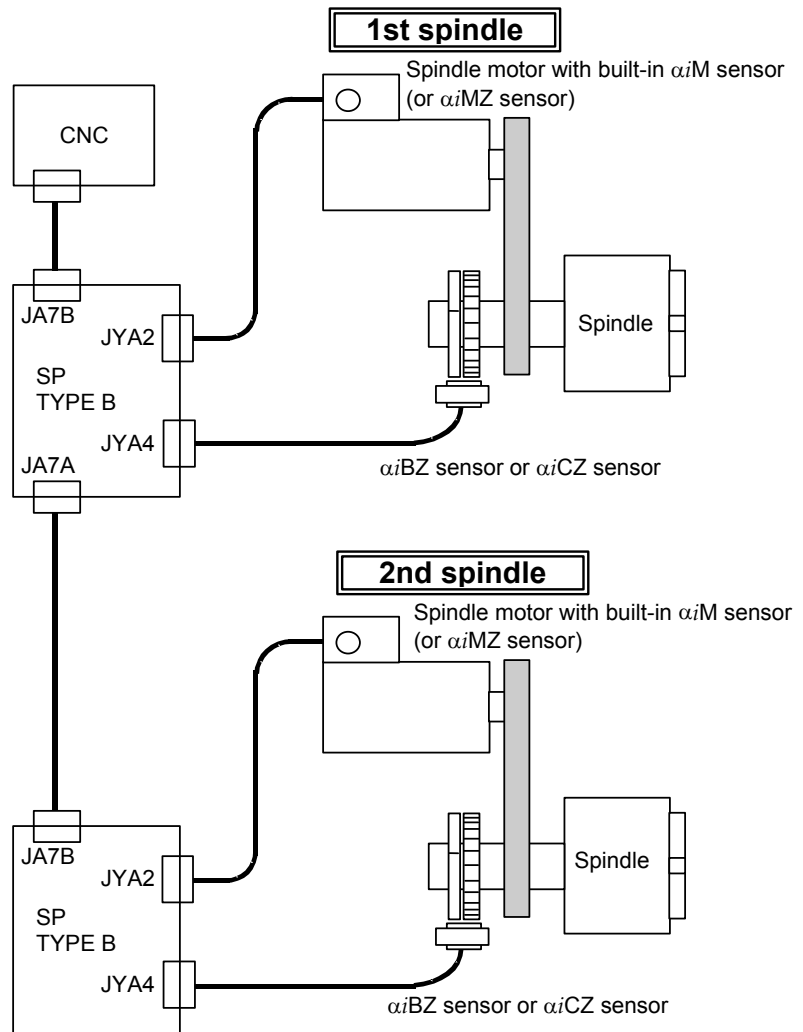 1st spindle
Spindle motor with built-in αiM sensor
(or αiMZ sensor)
CNC
JA7B
JYA2
SP
TYPE B
JYA4
JA7A
Spindle
αiBZ sensor or αiCZ sensor
2nd spindle
Spindle motor with built-in αiM sensor
(or αiMZ sensor)
JA7B
JYA2
SP
TYPE B
JYA4
Spindle
αiBZ sensor or αiCZ sensor